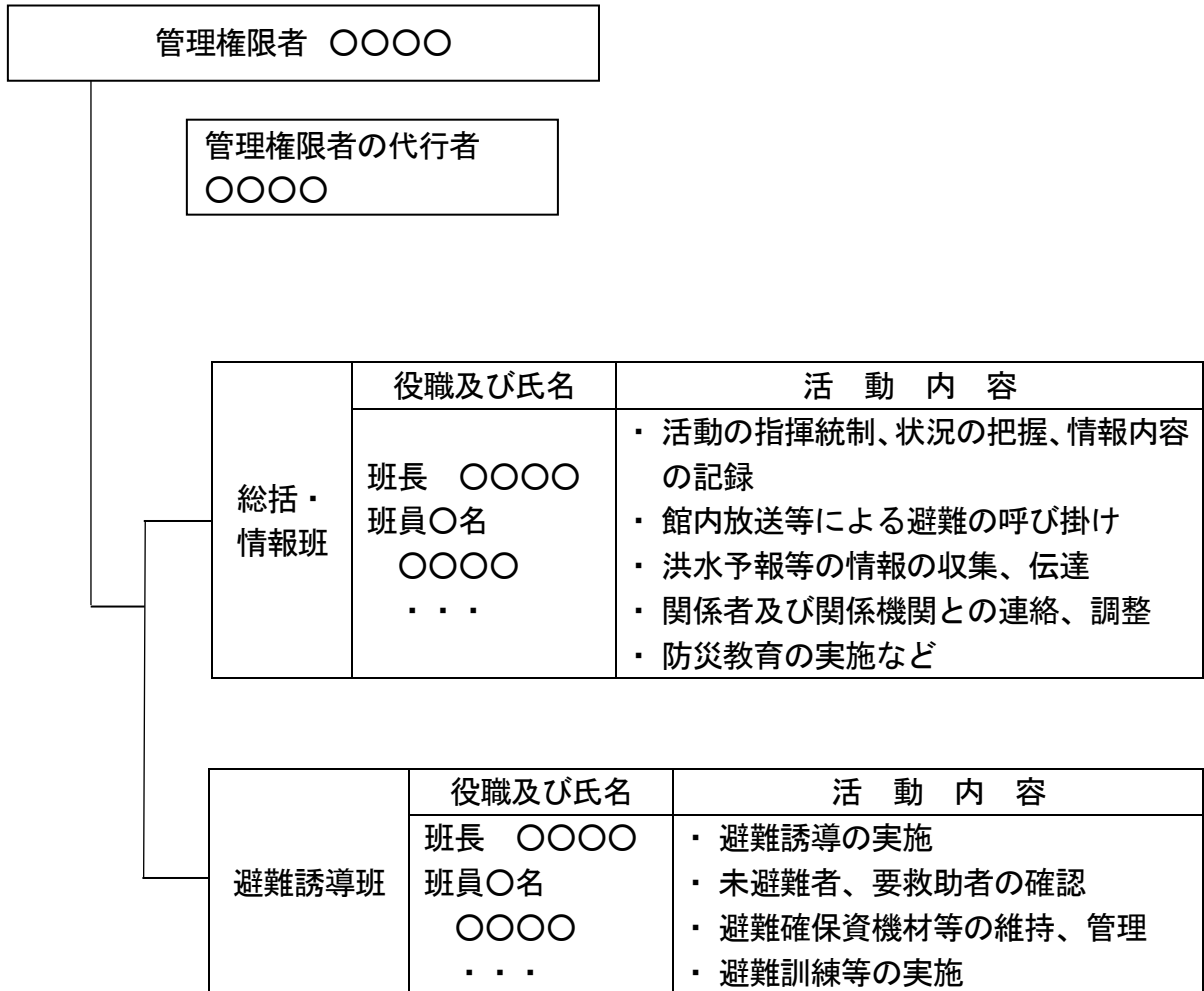 管理権限者 〇〇〇〇
管理権限者の代行者
〇〇〇〇
役職及び氏名
活 動 内 容
総括・
情報班
班長 〇〇〇〇
班員〇名
〇〇〇〇
・・・
・ 活動の指揮統制、状況の把握、情報内容
の記録
・ 館内放送等による避難の呼び掛け
・ 洪水予報等の情報の収集、伝達
・ 関係者及び関係機関との連絡、調整
・ 防災教育の実施など
役職及び氏名
活 動 内 容
避難誘導班
班長 〇〇〇〇
班員〇名
〇〇〇〇
・・・
・ 避難誘導の実施
・ 未避難者、要救助者の確認
・ 避難確保資機材等の維持、管理
・ 避難訓練等の実施